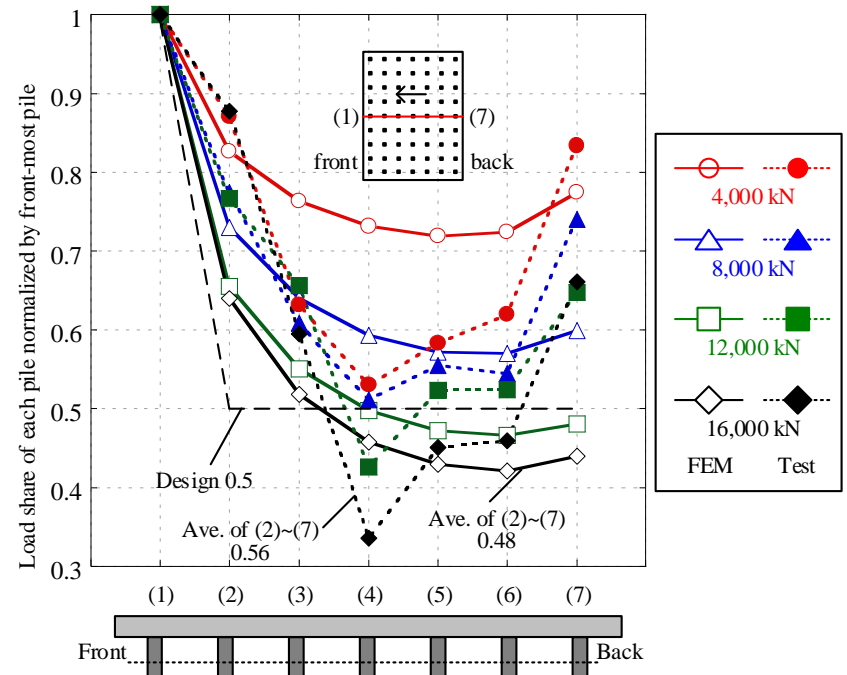 Load share of each pile normalized by front-most pile
1
0.9
0.8
0.7
0.6
0.5
0.4
0.3
(1)
(7)
front
back
Design 0.5
Ave. of (2)~(7)
0.56
Ave. of (2)~(7)
0.48
(1) (2) (3) (4) (5) (6) (7)
Front
Back
4,000 kN
8,000 kN
12,000 kN
16,000 kN
FEM Test